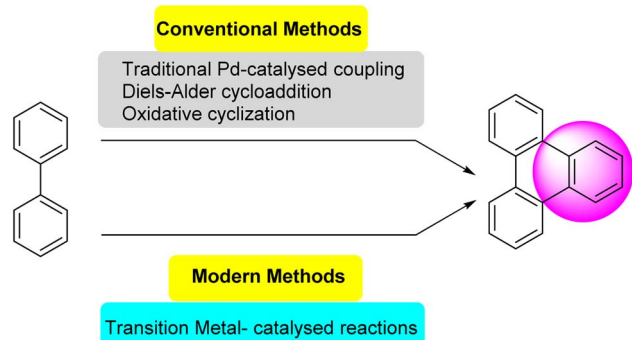 Conventional Methods
Traditional Pd-catalysed coupling
Diels-Alder cycloaddition
Oxidative cyclization
Modern Methods
Transition Metal- catalysed reactions